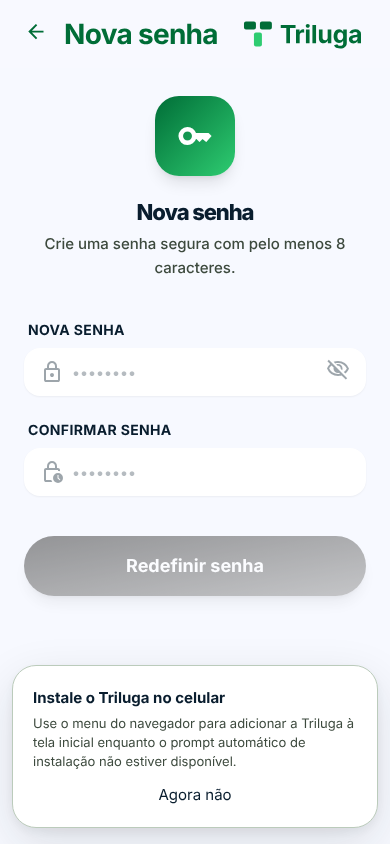 Nova senha
Triluga
Nova senha
Crie uma senha segura com pelo menos 8
caracteres.
NOVA SENHA
••••••••
CONFIRMAR SENHA
••••••••
Redefinir senha
Instale o Triluga no celular
Use o menu do navegador para adicionar a Triluga à
tela inicial enquanto o prompt automático de
instalação não estiver disponível.
Agora não